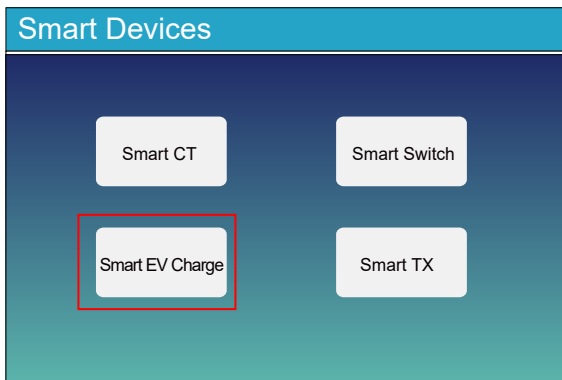 Smart Devices
Smart CT
Smart Switch
Smart EV Charge
Smart TX